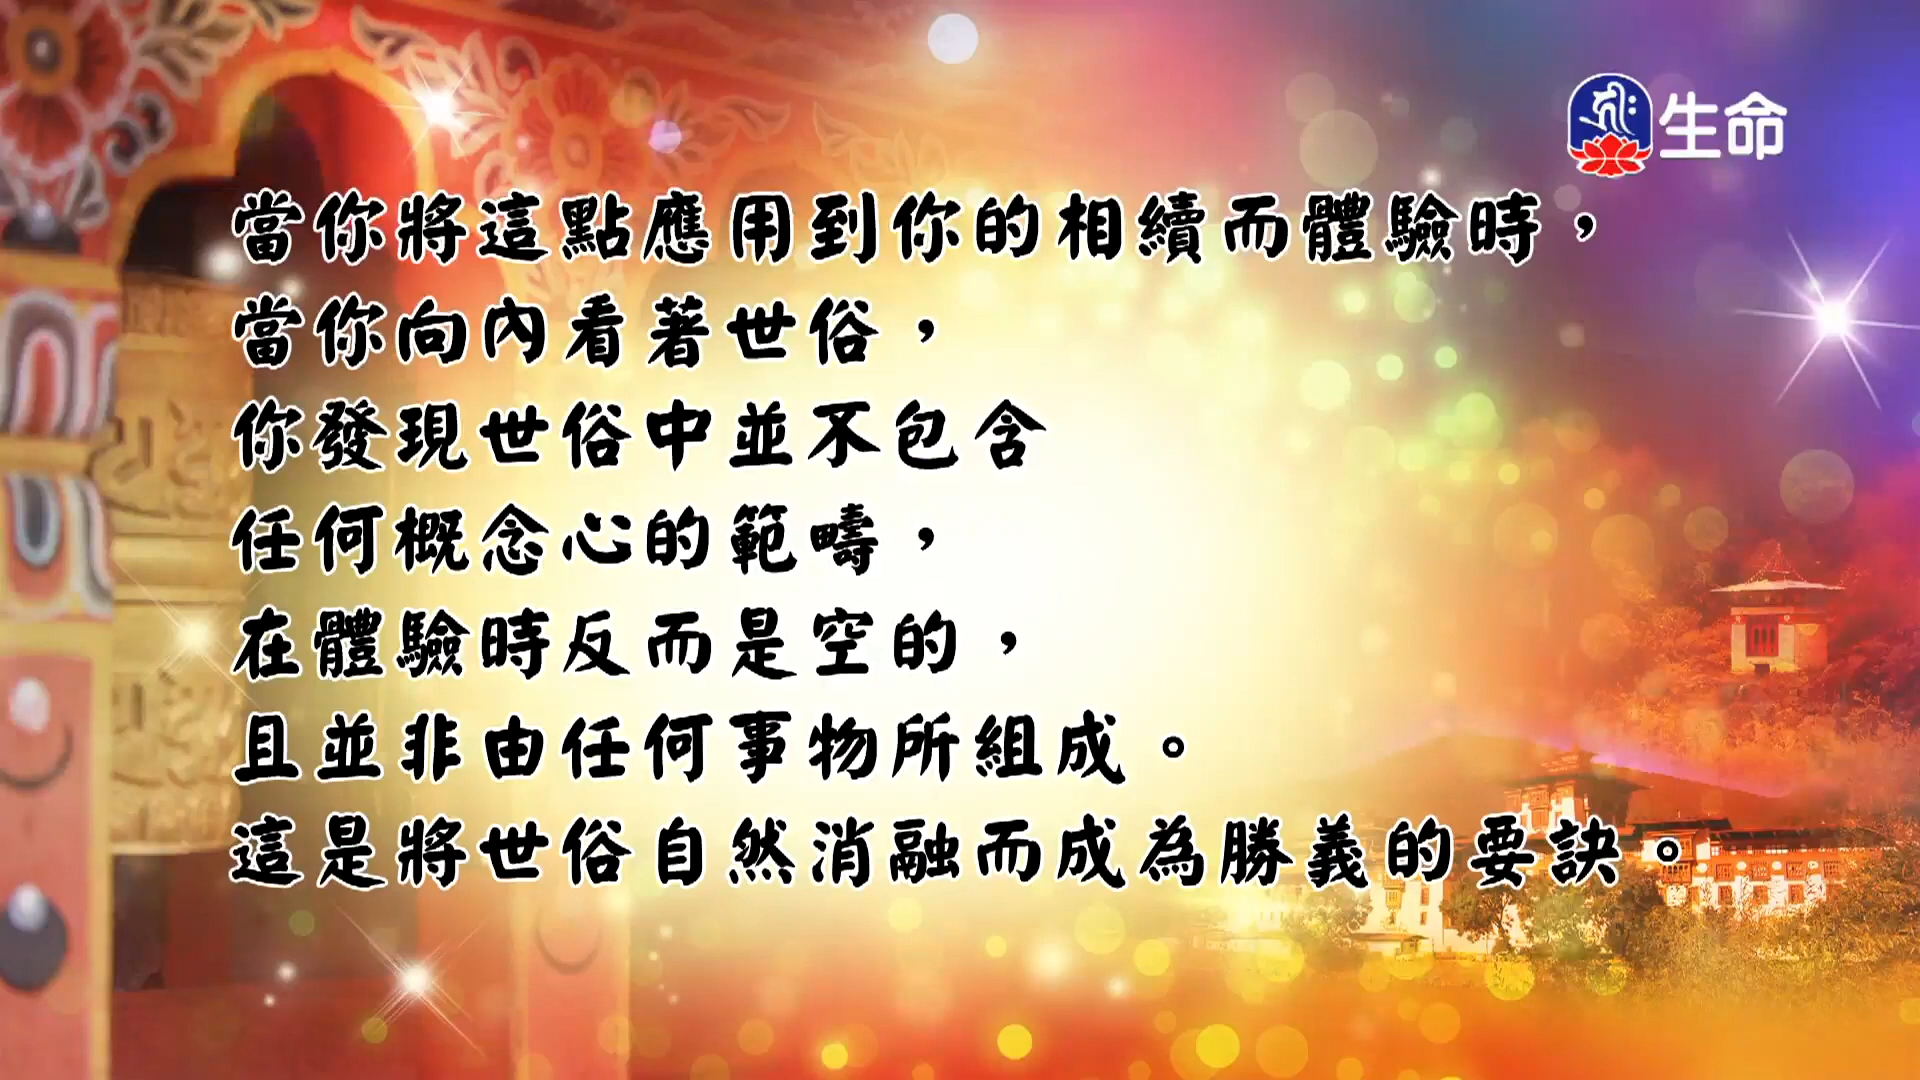 生命
當你將這點應用到你的相續而體驗時，
當你向內看著世俗，
你發現世俗中並不包含
任何概念心的範疇，
在體驗時反而是空的，
且並非由任何事物所組成。
這是將世俗自然消融而成為勝義的要訣。